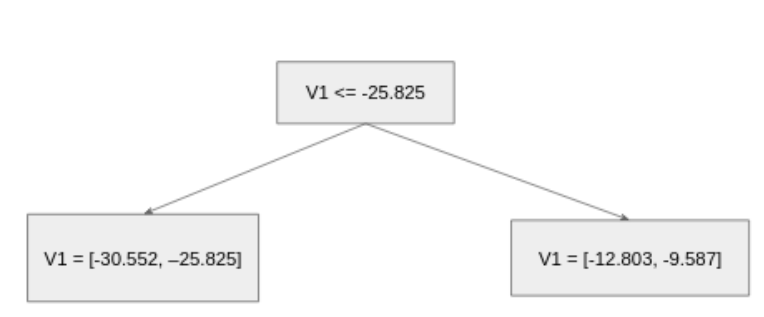 V1 <= -25.825
V1 = [-30.552, –25.825]
V1 = [-12.803, -9.587]